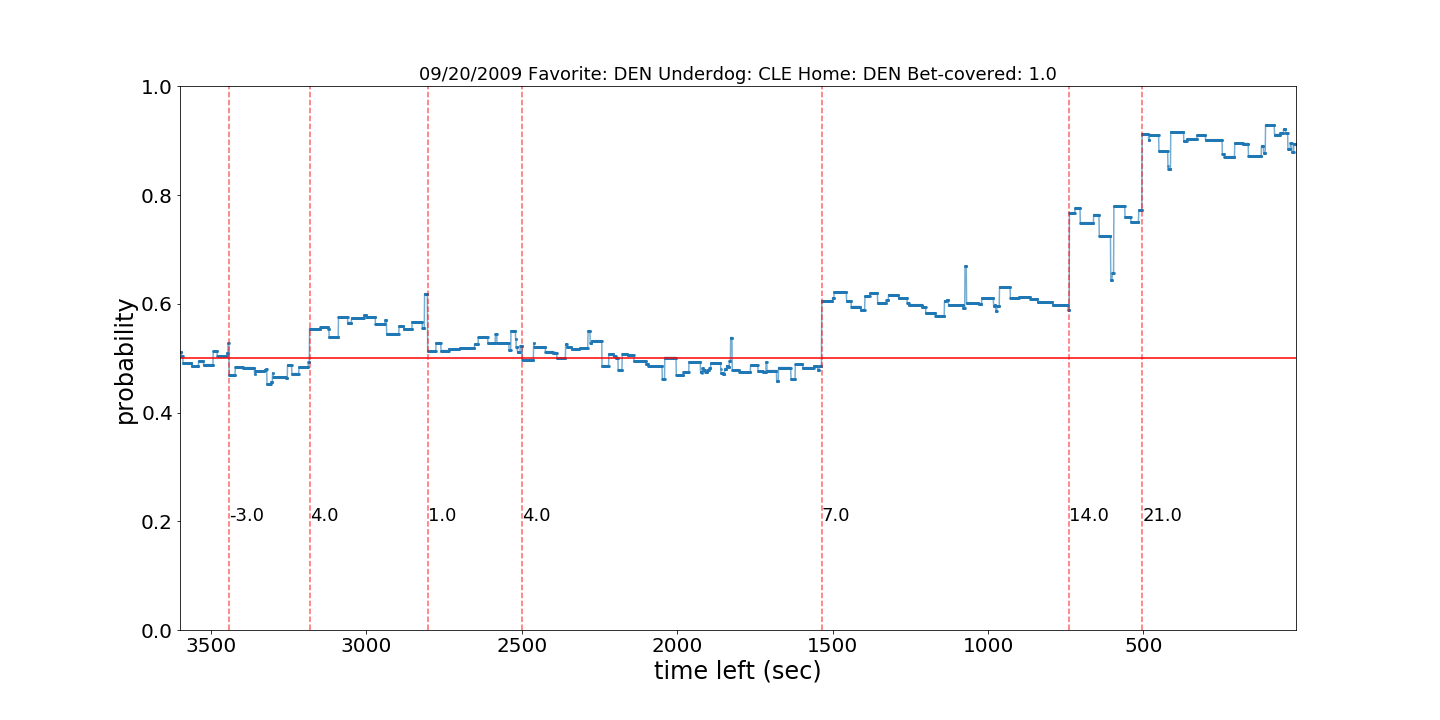 09/20/2009 Favorite: DEN Underdog: CLE Home: DEN Bet-covered: 1.0
1.0
0.8
0.6
0.4
0.2
0.0
probability
-3.0 4.0 1.0 4.0 7.0 14.0 21.0
3500 3000 2500 2000 1500 1000 500
time left (sec)